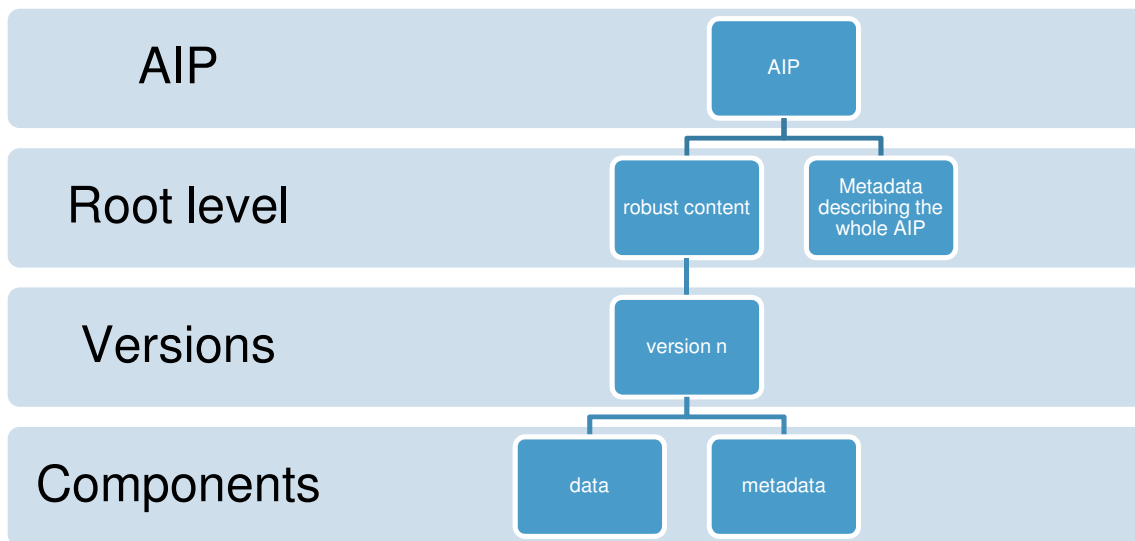 AIP
AIP
Root level
robust content
Metadata
describing the
whole AIP
Versions
version n
Components
data
metadata